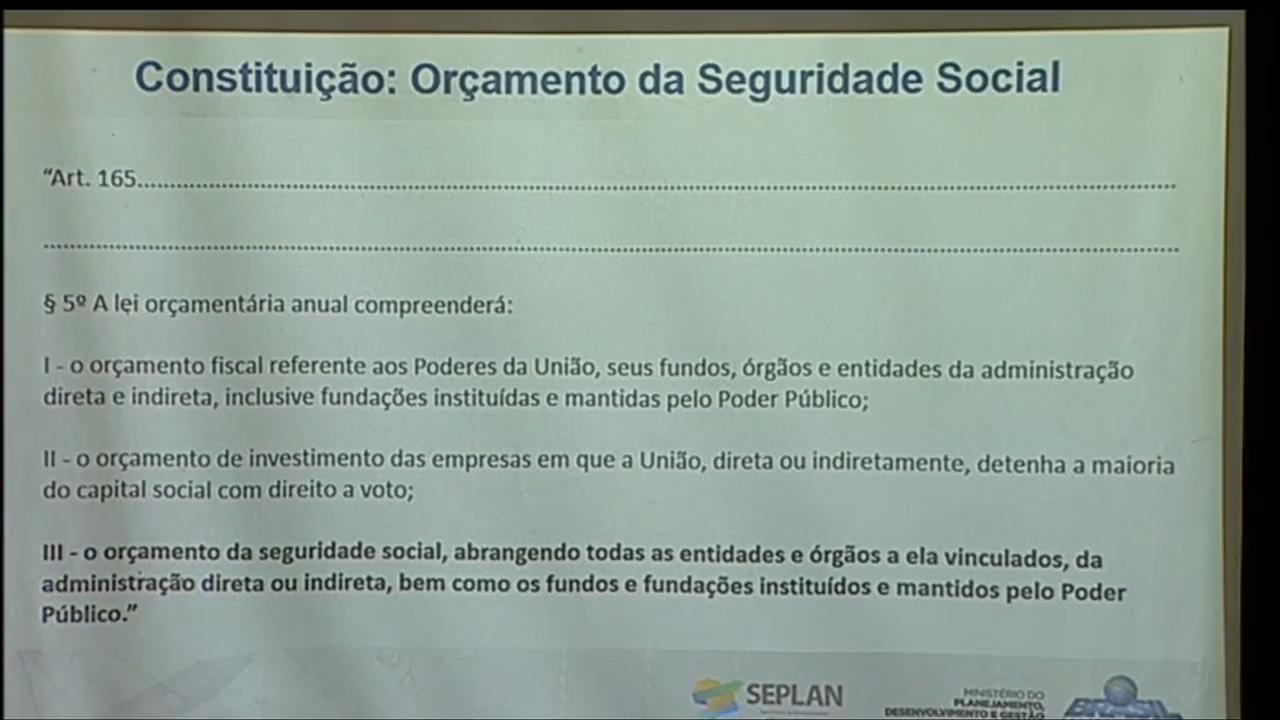 Constituição: Orçamento da Seguridade Social
“Art. 165...............................................................................................................................................
..............................................................................................................................................................
§ 5º A lei orçamentária anual compreenderá:
I - o orçamento fiscal referente aos Poderes da União, seus fundos, órgãos e entidades da administração
direta e indireta, inclusive fundações instituídas e mantidas pelo Poder Público;
II - o orçamento de investimento das empresas em que a União, direta ou indiretamente, detenha a maioria
do capital social com direito a voto;
III - o orçamento da seguridade social, abrangendo todas as entidades e órgãos a ela vinculados, da
administração direta ou indireta, bem como os fundos e fundações instituídos e mantidos pelo Poder
Público.”
SEPLAN
MINISTÉRIO DO
PLANEJAMENTO,
DESENVOLVIMENTO E GESTÃO
BRASIL